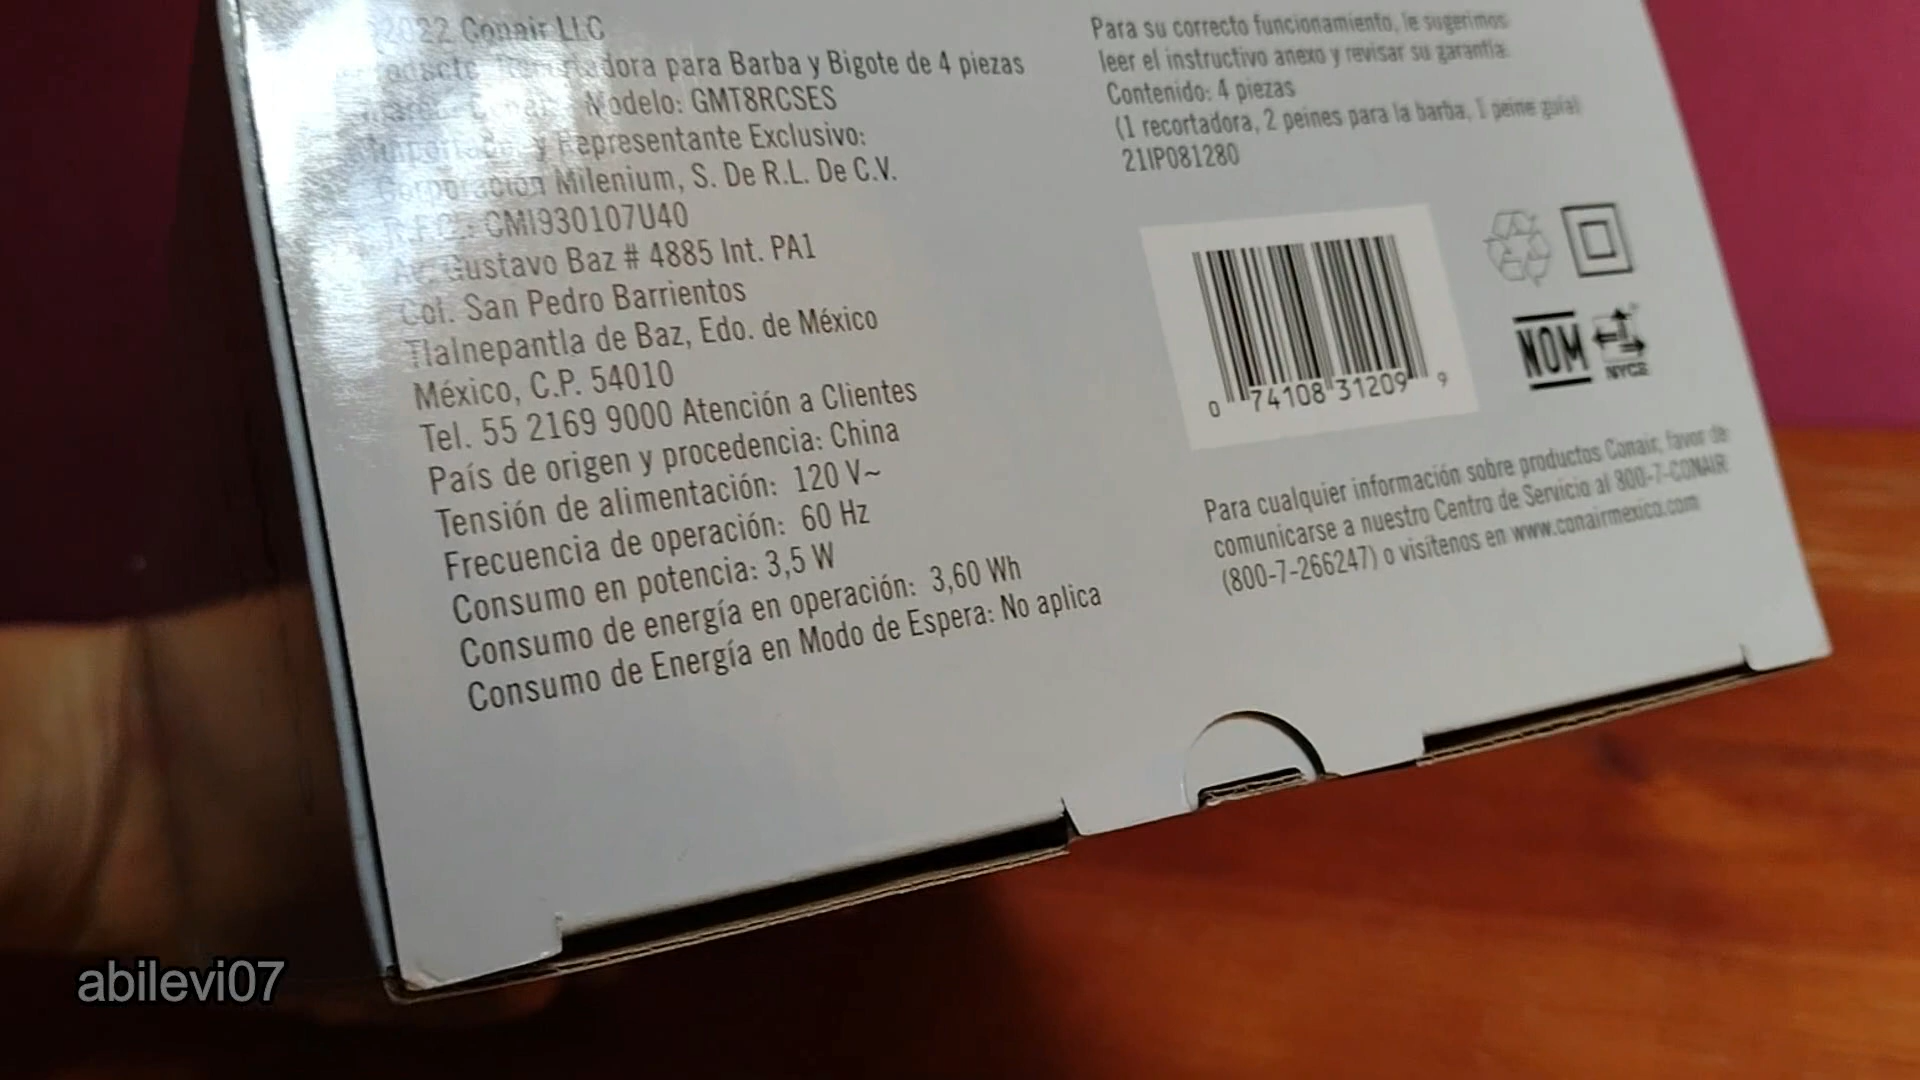 2022 Conair LLC
Recortadora para Barba y Bigote de 4 piezas
Modelo: GMT8RCSES
Importador y Representante Exclusivo:
Corporación Milenium, S. De R.L. De C.V.
R.F.C.: CMI930107U40
Av. Gustavo Baz # 4885 Int. PA1
Col. San Pedro Barrientos
Tlalnepantla de Baz, Edo. de México
México, C.P. 54010
Tel. 55 2169 9000 Atención a Clientes
País de origen y procedencia: China
Tensión de alimentación: 120 V~
Frecuencia de operación: 60 Hz
Consumo en potencia: 3,5 W
Consumo de energía en operación: 3,60 Wh
Consumo de Energía en Modo de Espera: No aplica
Para su correcto funcionamiento, le sugerimos
leer el instructivo anexo y revisar su garantía.
Contenido: 4 piezas
(1 recortadora, 2 peines para la barba, 1 peine guía)
21IP081280
0 74108 31209 9
NOM
NYCE
Para cualquier información sobre productos Conair, favor de
comunicarse a nuestro Centro de Servicio al 800-7-CONAIR
(800-7-266247) o visítenos en www.conairmexico.com
abilevi07